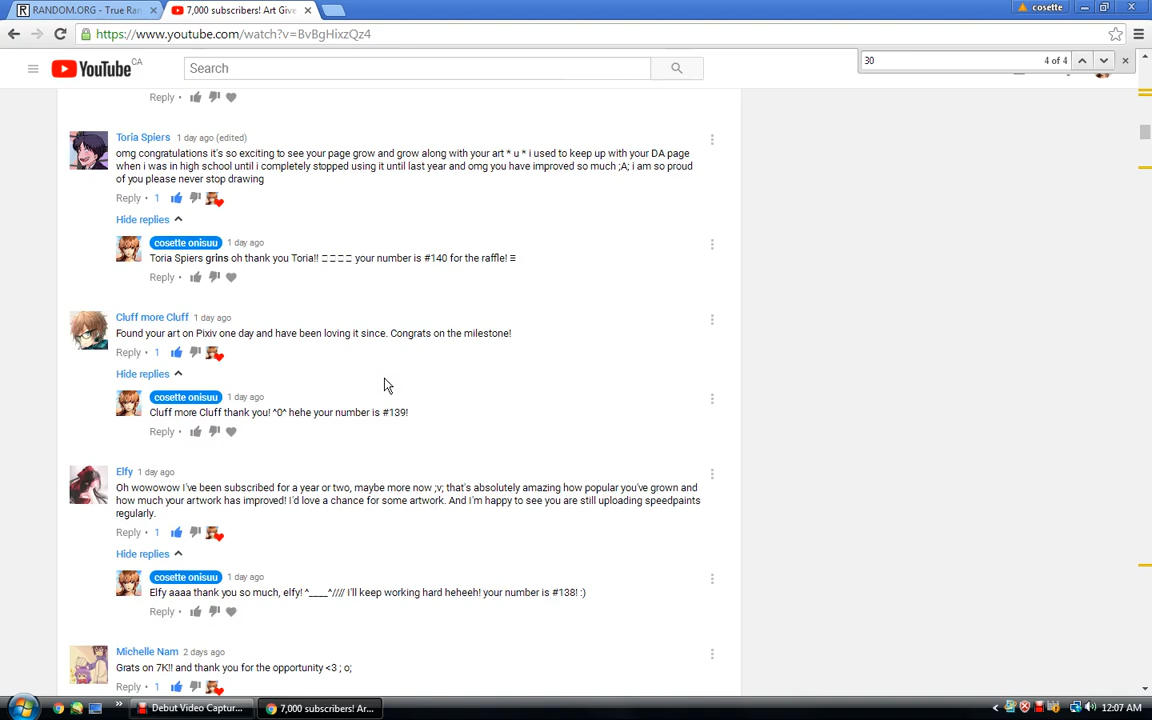 RANDOM.ORG - True Ran
7,000 subscribers! Art Give
cosette
https://www.youtube.com/watch?v=BvBgHixzQz4
30
4 of 4
YouTube CA
Search
Reply •
Toria Spiers 1 day ago (edited)
omg congratulations it's so exciting to see your page grow and grow along with your art * u * i used to keep up with your DA page
when i was in high school until i completely stopped using it until last year and omg you have improved so much ;A; i am so proud
of you please never stop drawing
Reply • 1
Hide replies
cosette onisuu 1 day ago
Toria Spiers grins oh thank you Toria!! □□□□ your number is #140 for the raffle! ≡
Reply •
Cluff more Cluff 1 day ago
Found your art on Pixiv one day and have been loving it since. Congrats on the milestone!
Reply • 1
Hide replies
cosette onisuu 1 day ago
Cluff more Cluff thank you! ^0^ hehe your number is #139!
Reply •
Elfy 1 day ago
Oh wowowow I've been subscribed for a year or two, maybe more now ;v; that's absolutely amazing how popular you've grown and
how much your artwork has improved! I'd love a chance for some artwork. And I'm happy to see you are still uploading speedpaints
regularly.
Reply • 1
Hide replies
cosette onisuu 1 day ago
Elfy aaaa thank you so much, elfy! ^____^//// I'll keep working hard heheeh! your number is #138! :)
Reply •
Michelle Nam 2 days ago
Grats on 7K!! and thank you for the opportunity <3 ; o;
Reply • 1
Debut Video Captur...
7,000 subscribers! Ar...
12:07 AM